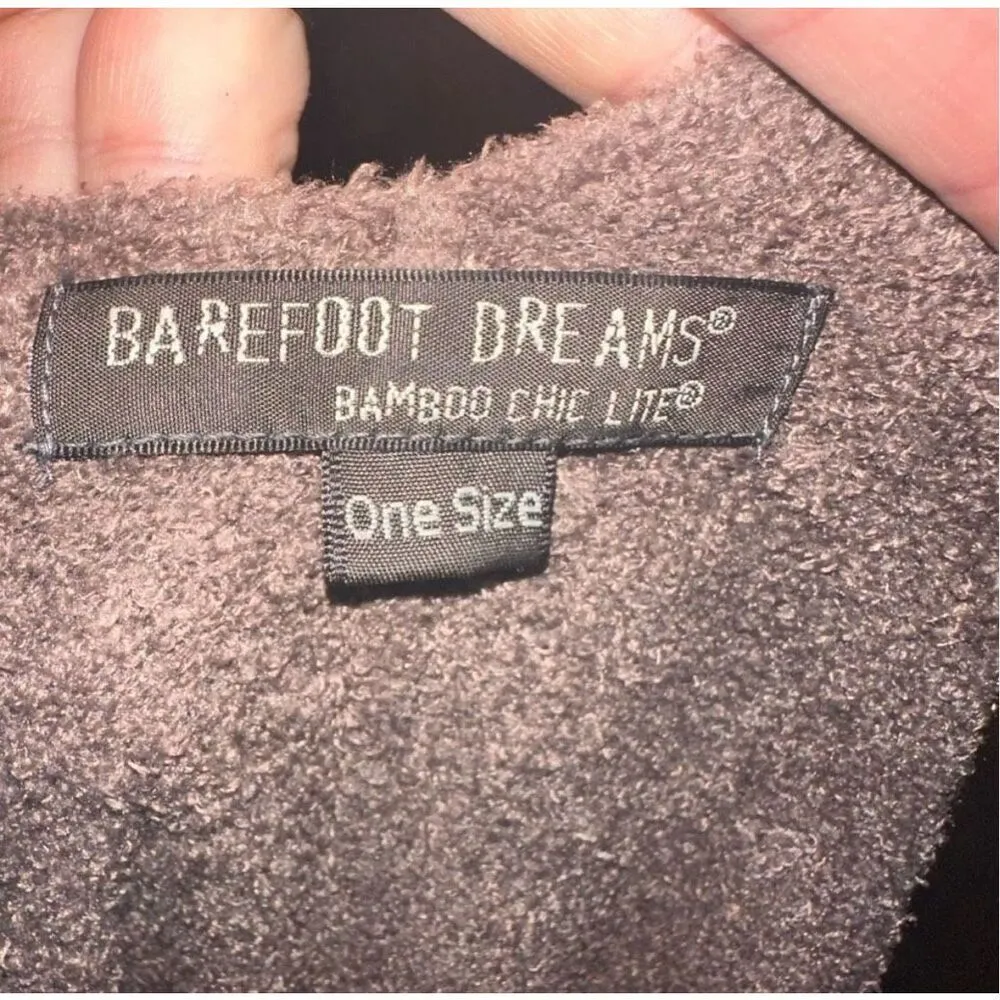 BAREFOOT DREAMS®
BAMBOO CHIC LITE®
One Size